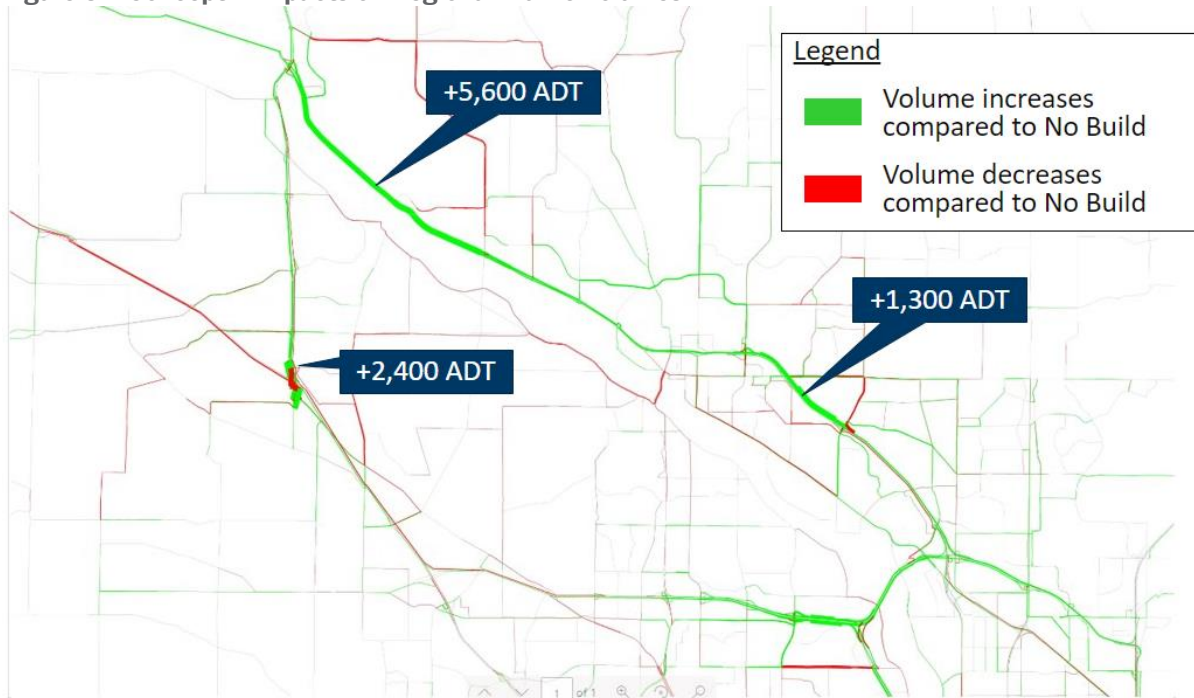 +5,600 ADT
Legend
Volume increases
compared to No Build
Volume decreases
compared to No Build
+1,300 ADT
+2,400 ADT
1 of 1